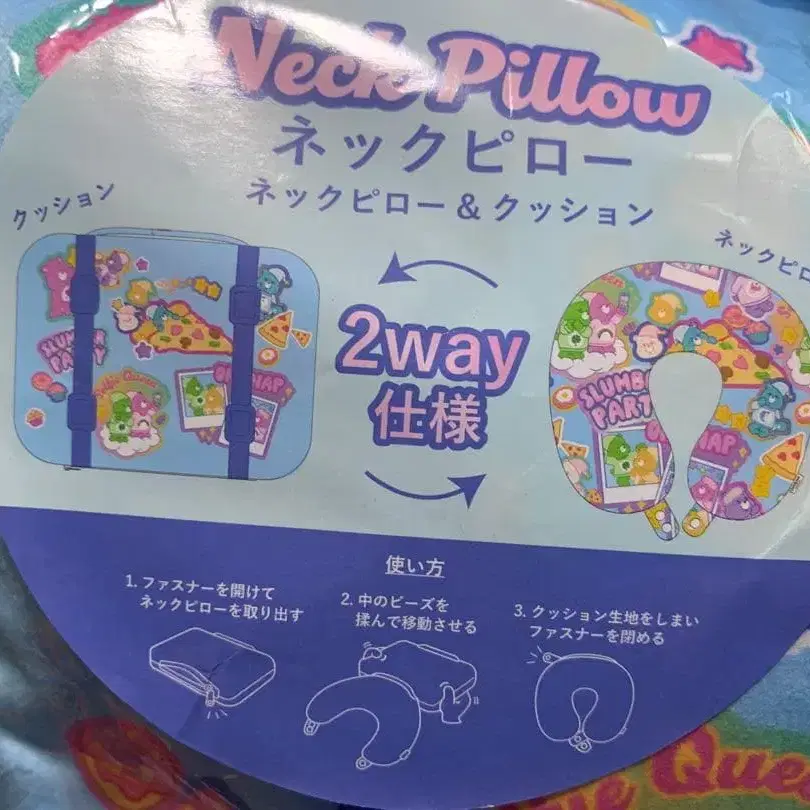 Neck Pillow
ネックピロー
ネックピロー＆クッション
クッション
ネックピロ
2way
仕様
SLUMBER
PARTY
SLUMBE
PARTY
使い方
1. ファスナーを開けて
ネックピローを取り出す
2. 中のビーズを
揉んで移動させる
3. クッション生地をしまい
ファスナーを閉める
Que